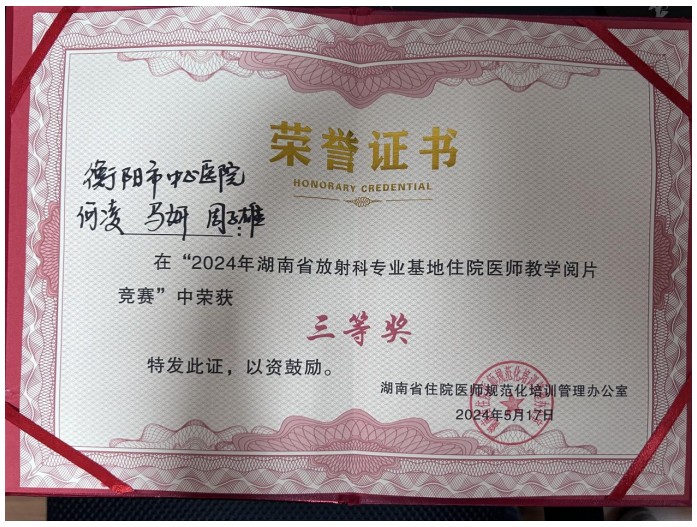 荣誉证书
HONORARY CREDENTIAL
衡阳市中心医院
何凌 马妍 周子雄:
在“2024年湖南省放射科专业基地住院医师教学阅片
竞赛”中荣获
三等奖
特发此证，以资鼓励。
湖南省住院医师规范化培训管理办公室
2024年5月17日